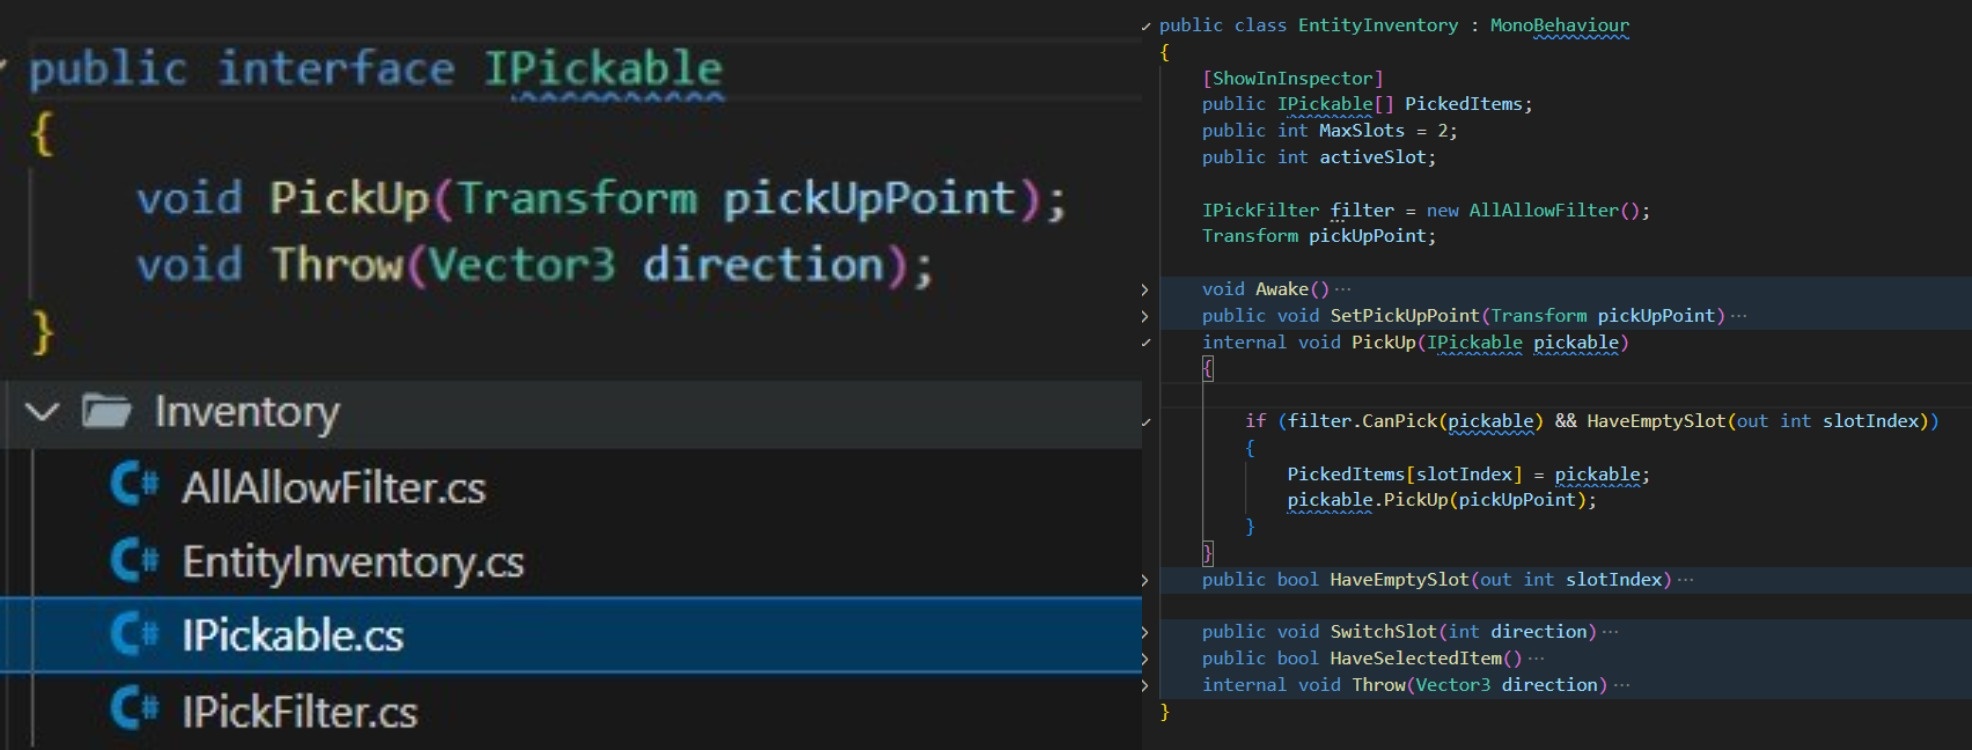 public interface IPickable
{
void PickUp(Transform pickUpPoint);
void Throw(Vector3 direction);
}
Inventory
AllAllowFilter.cs
EntityInventory.cs
IPickable.cs
IPickFilter.cs
public class EntityInventory : MonoBehaviour
{
[ShowInInspector]
public IPickable[] PickedItems;
public int MaxSlots = 2;
public int activeSlot;
IPickFilter filter = new AllAllowFilter();
Transform pickUpPoint;
void Awake()···
public void SetPickUpPoint(Transform pickUpPoint)···
internal void PickUp(IPickable pickable)
{
if (filter.CanPick(pickable) && HaveEmptySlot(out int slotIndex))
{
PickedItems[slotIndex] = pickable;
pickable.PickUp(pickUpPoint);
}
}
public bool HaveEmptySlot(out int slotIndex)···
public void SwitchSlot(int direction)···
public bool HaveSelectedItem()···
internal void Throw(Vector3 direction)···
}